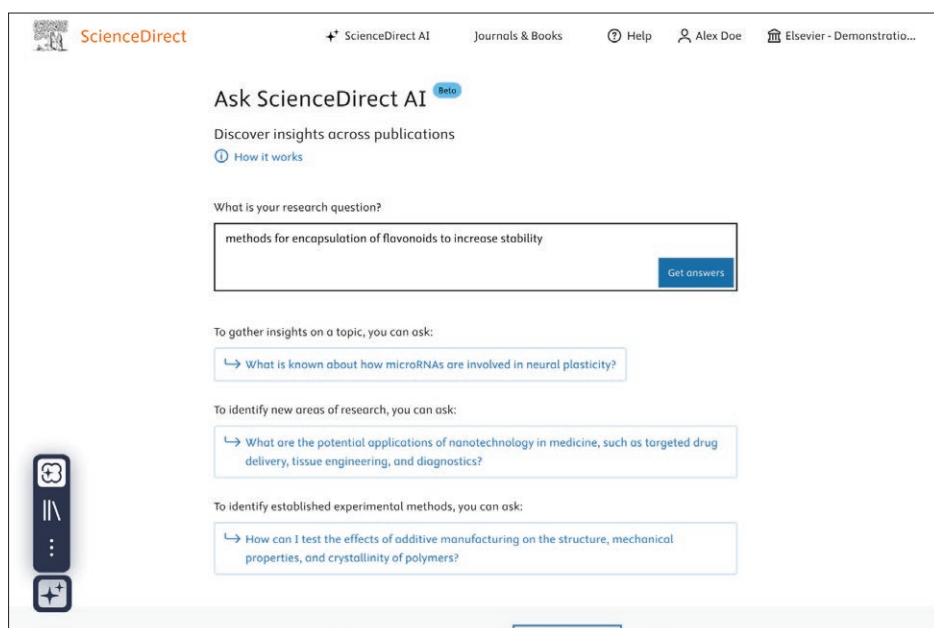 ScienceDirect
ScienceDirect AI
Journals & Books
Help
Alex Doe
Elsevier - Demonstratio...
Ask ScienceDirect AI Beta
Discover insights across publications
How it works
What is your research question?
methods for encapsulation of flavonoids to increase stability
Get answers
To gather insights on a topic, you can ask:
What is known about how microRNAs are involved in neural plasticity?
To identify new areas of research, you can ask:
What are the potential applications of nanotechnology in medicine, such as targeted drug
delivery, tissue engineering, and diagnostics?
To identify established experimental methods, you can ask:
How can I test the effects of additive manufacturing on the structure, mechanical
properties, and crystallinity of polymers?